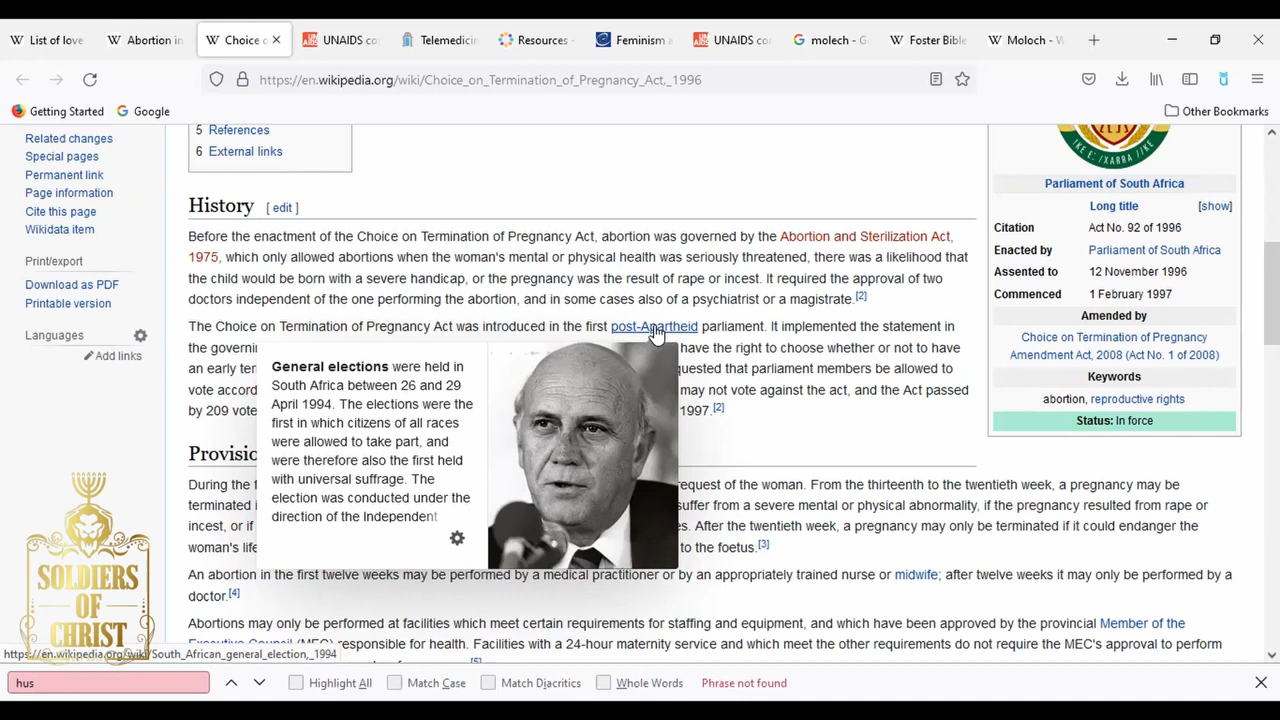 List of love
Abortion in
Choice o
UNAIDS co
Telemedicin
Resources -
Feminism a
UNAIDS co
molech - G
Foster Bible
Moloch - W
https://en.wikipedia.org/wiki/Choice_on_Termination_of_Pregnancy_Act,_1996
Getting Started
Google
Other Bookmarks
Related changes
Special pages
Permanent link
Page information
Cite this page
Wikidata item
Print/export
Download as PDF
Printable version
Languages
Add links
5 References
6 External links
History [ edit ]
Before the enactment of the Choice on Termination of Pregnancy Act, abortion was governed by the Abortion and Sterilization Act,
1975, which only allowed abortions when the woman's mental or physical health was seriously threatened, there was a likelihood that
the child would be born with a severe handicap, or the pregnancy was the result of rape or incest. It required the approval of two
doctors independent of the one performing the abortion, and in some cases also of a psychiatrist or a magistrate.[2]
The Choice on Termination of Pregnancy Act was introduced in the first post-Apartheid parliament. It implemented the statement in
the governi have the right to choose whether or not to have
an early ter quested that parliament members be allowed to
vote accord may not vote against the act, and the Act passed
by 209 vote 1997.[2]
General elections were held in
South Africa between 26 and 29
April 1994. The elections were the
first in which citizens of all races
were allowed to take part, and
were therefore also the first held
with universal suffrage. The
election was conducted under the
direction of the Independent
Provisio
During the f request of the woman. From the thirteenth to the twentieth week, a pregnancy may be
terminated i suffer from a severe mental or physical abnormality, if the pregnancy resulted from rape or
incest, or if es. After the twentieth week, a pregnancy may only be terminated if it could endanger the
woman's life to the foetus.[3]
An abortion in the first twelve weeks may be performed by a medical practitioner or by an appropriately trained nurse or midwife; after twelve weeks it may only be performed by a
doctor.[4]
Abortions may only be performed at facilities which meet certain requirements for staffing and equipment, and which have been approved by the provincial Member of the
Executive Council (MEC) responsible for health. Facilities with a 24-hour maternity service and which meet the other requirements do not require the MEC's approval to perform
IKE E: /XARRA //KE
Parliament of South Africa
Long title [show]
Citation Act No. 92 of 1996
Enacted by Parliament of South Africa
Assented to 12 November 1996
Commenced 1 February 1997
Amended by
Choice on Termination of Pregnancy
Amendment Act, 2008 (Act No. 1 of 2008)
Keywords
abortion, reproductive rights
Status: In force
SOLDIERS
OF
CHRIST
https://en.wikipedia.org/wiki/South_African_general_election,_1994
hus
Highlight All
Match Case
Match Diacritics
Whole Words
Phrase not found